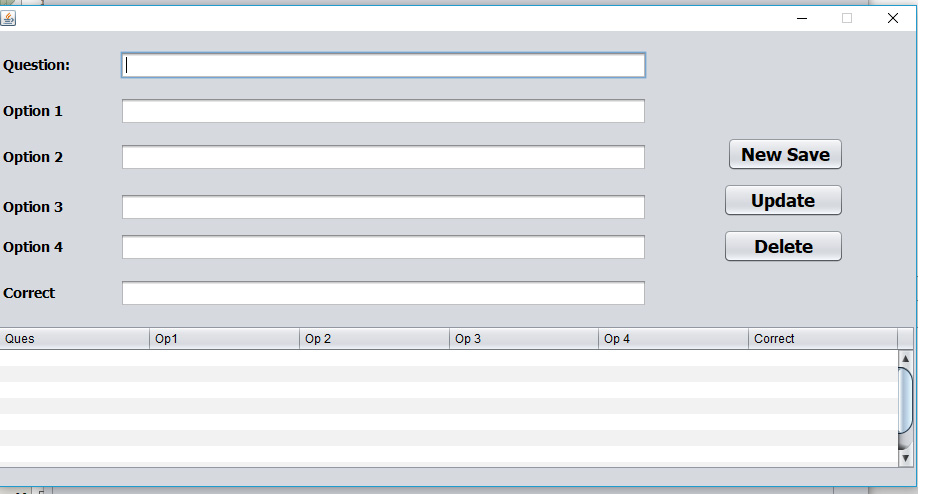 Question:
Option 1
Option 2
New Save
Option 3
Update
Option 4
Delete
Correct
Ques Op1 Op 2 Op 3 Op 4 Correct